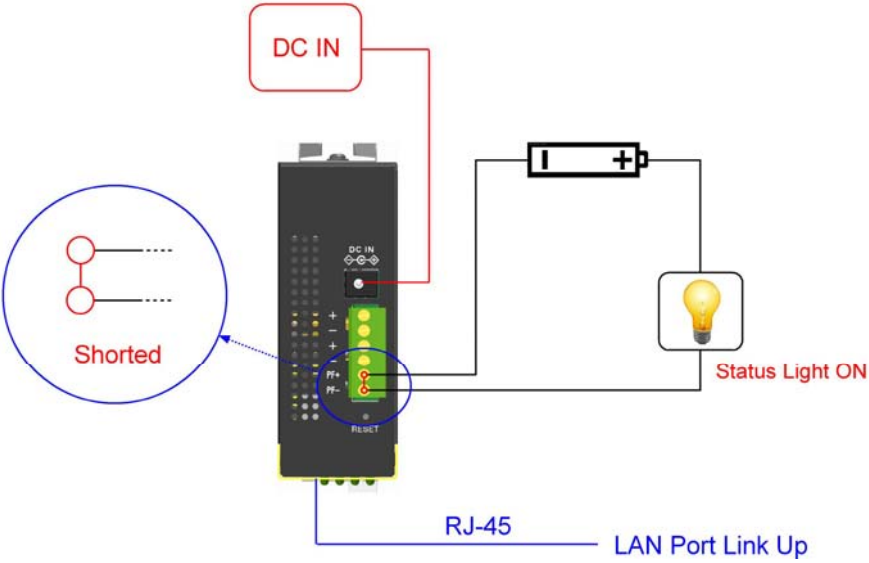 DC IN
DC IN
+
−
+
−
PF+
PF−
RESET
Shorted
− +
Status Light ON
RJ-45
LAN Port Link Up